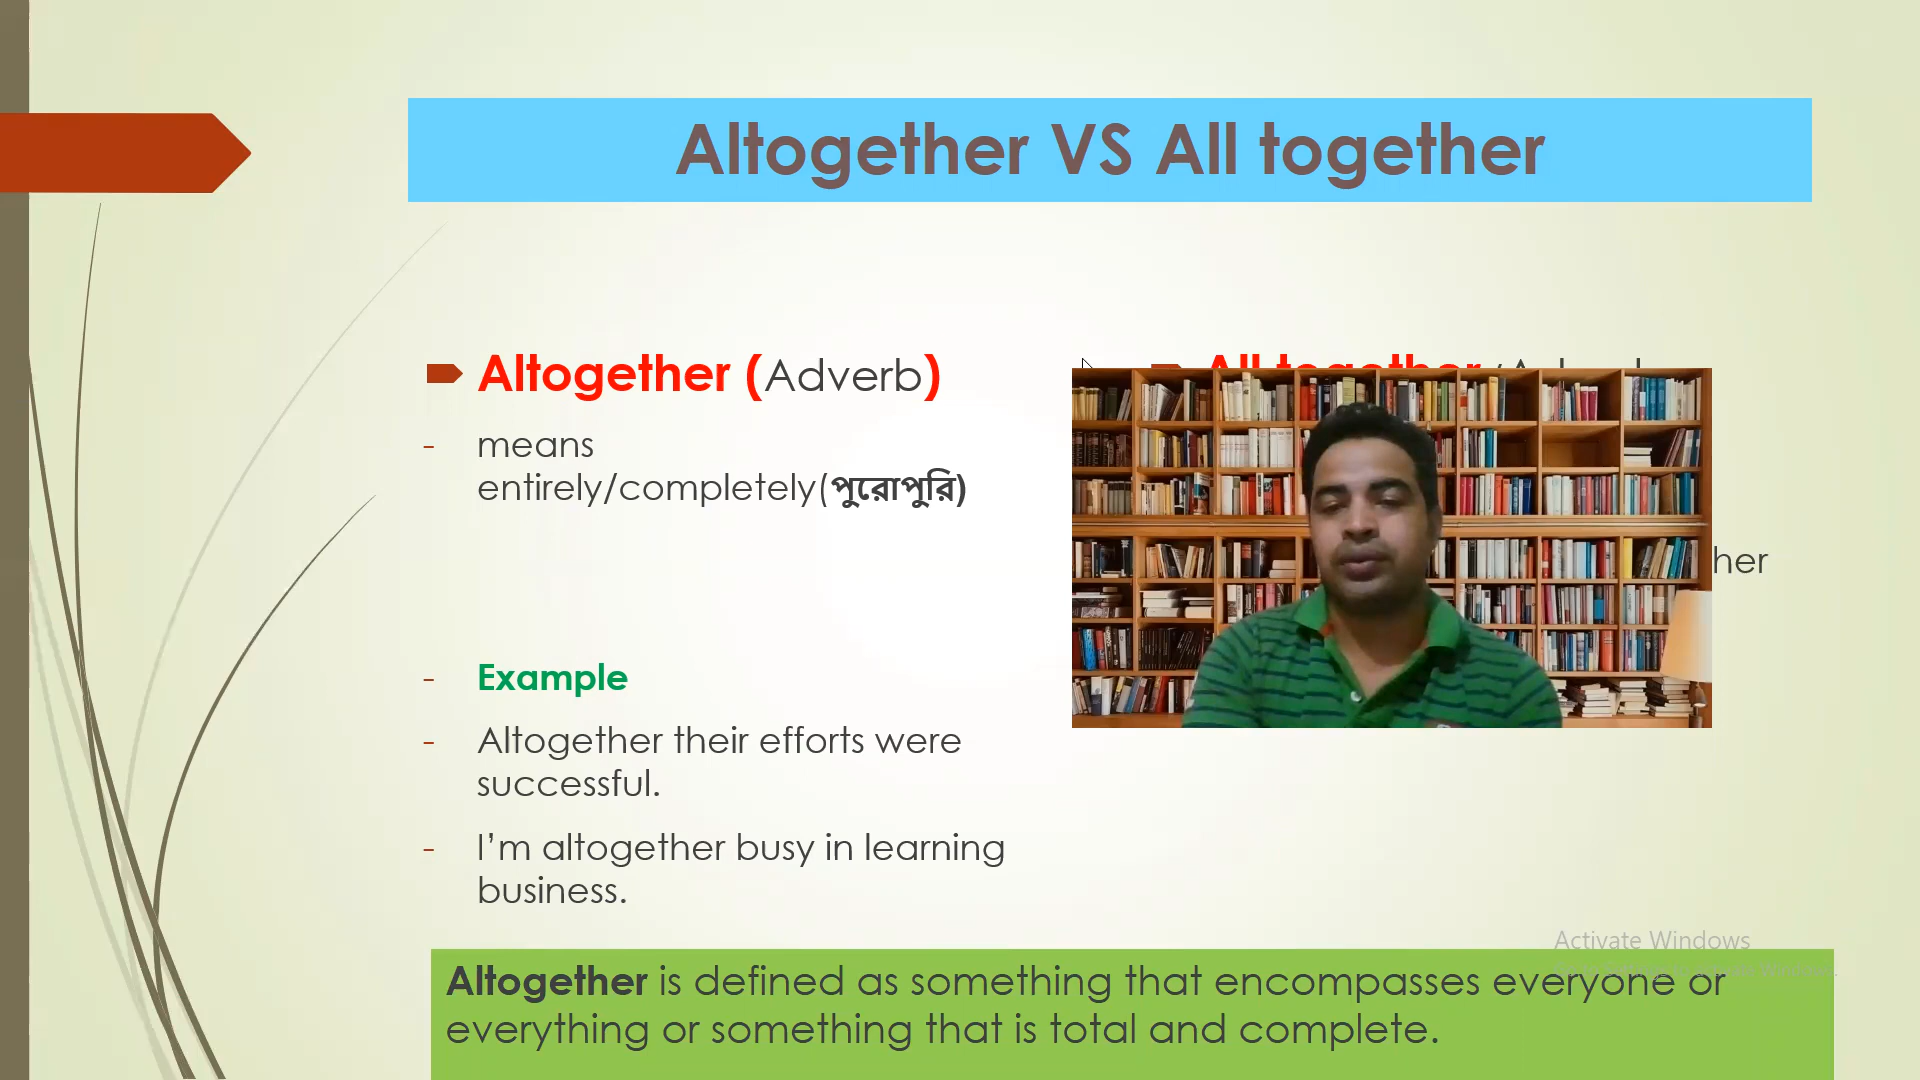 Altogether VS All together
Altogether (Adverb)
- means
entirely/completely(পুরোপুরি)
- Example
- Altogether their efforts were
successful.
- I’m altogether busy in learning
business.
All together
her
Activate Windows
Altogether is defined as something that encompasses everyone or
everything or something that is total and complete.